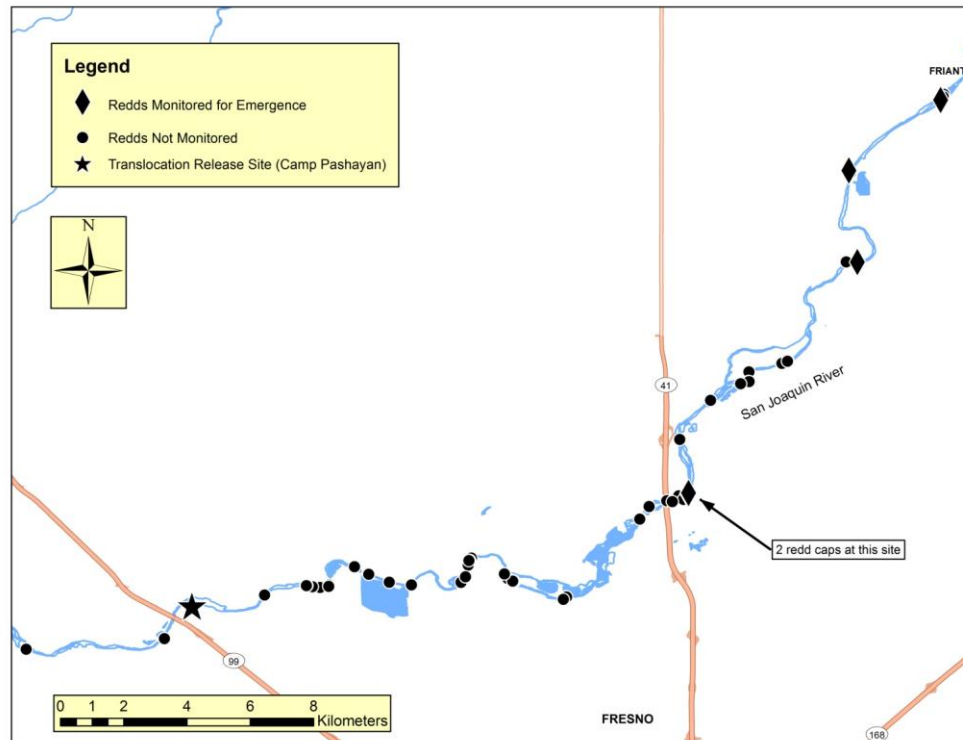 Legend
Redds Monitored for Emergence
Redds Not Monitored
Translocation Release Site (Camp Pashayan)
N
FRIANT
41
San Joaquin River
2 redd caps at this site
99
0 1 2 4 6 8
Kilometers
FRESNO
168